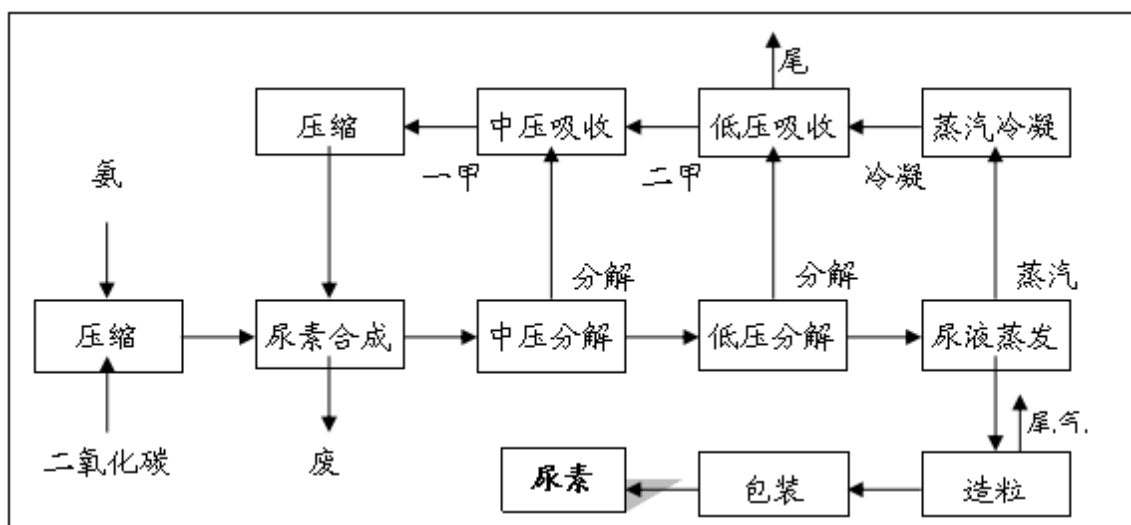 尾
压缩
中压吸收
低压吸收
蒸汽冷凝
氨
一甲
二甲
冷凝
分解
分解
蒸汽
压缩
尿素合成
中压分解
低压分解
尿液蒸发
尾气
二氧化碳
废
尿素
包装
造粒